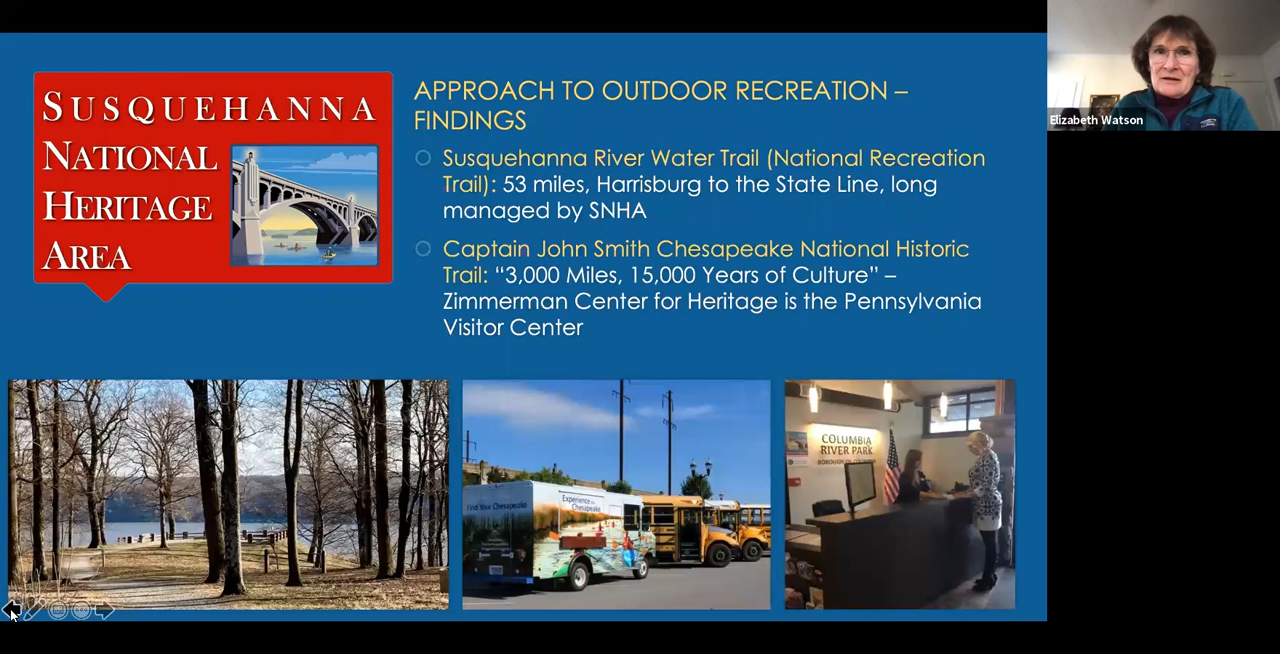 SUSQUEHANNA
NATIONAL
HERITAGE
AREA
APPROACH TO OUTDOOR RECREATION –
FINDINGS
Susquehanna River Water Trail (National Recreation
Trail): 53 miles, Harrisburg to the State Line, long
managed by SNHA
Captain John Smith Chesapeake National Historic
Trail: “3,000 Miles, 15,000 Years of Culture” –
Zimmerman Center for Heritage is the Pennsylvania
Visitor Center
Elizabeth Watson
Find Your Chesapeake
Experience the
Chesapeake
COLUMBIA
RIVER PARK
BOROUGH OF COLUMBIA